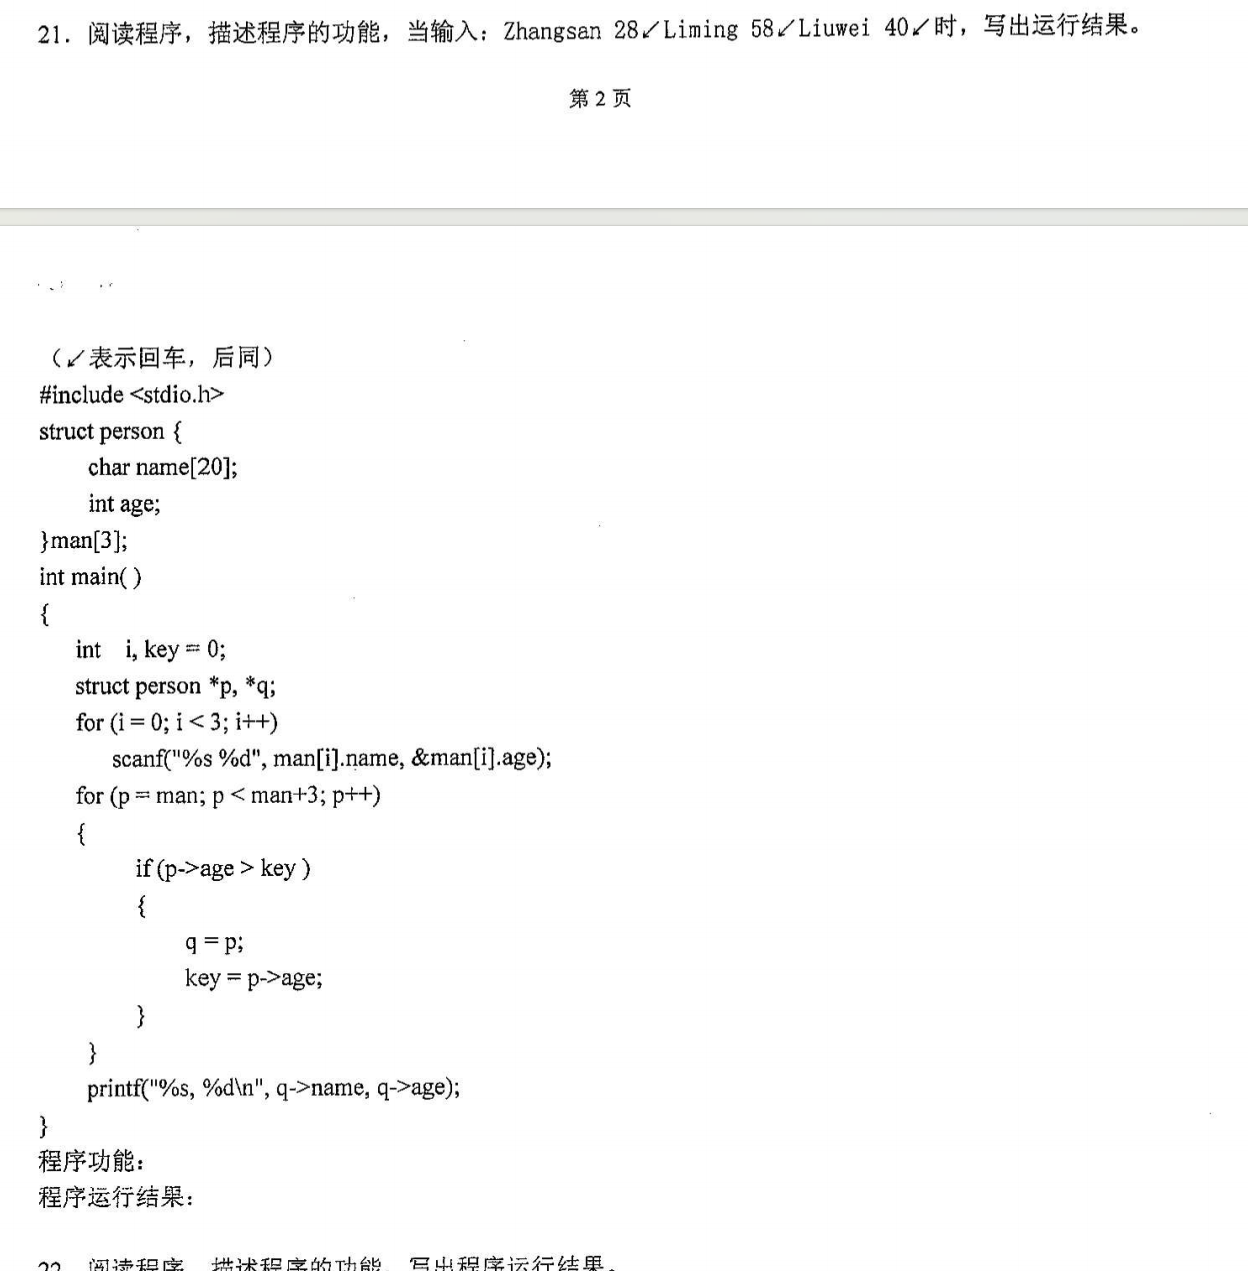 21. 阅读程序，描述程序的功能，当输入：Zhangsan 28↙Liming 58↙Liuwei 40↙时，写出运行结果。
第 2 页
（↙表示回车，后同）
#include <stdio.h>
struct person {
char name[20];
int age;
}man[3];
int main( )
{
int i, key = 0;
struct person *p, *q;
for (i = 0; i < 3; i++)
scanf("%s %d", man[i].name, &man[i].age);
for (p = man; p < man+3; p++)
{
if (p->age > key )
{
q = p;
key = p->age;
}
}
printf("%s, %d\n", q->name, q->age);
}
程序功能：
程序运行结果：
22. 阅读程序，描述程序的功能，写出程序运行结果。